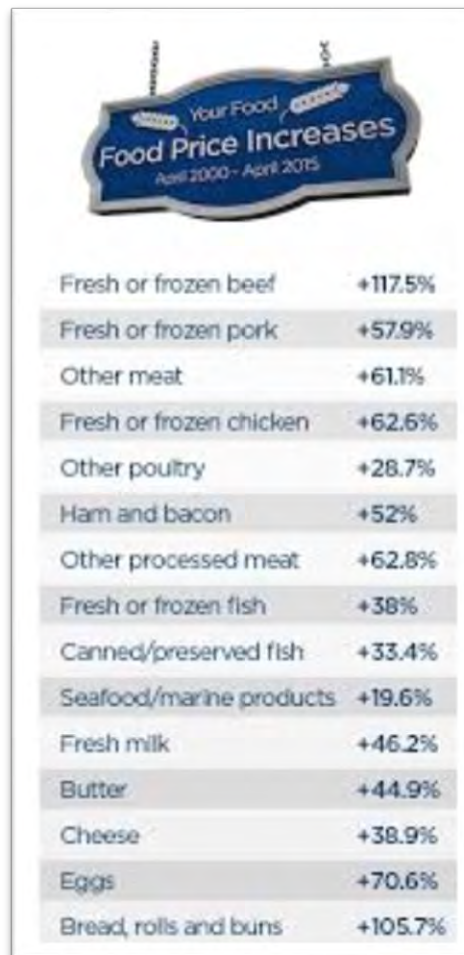 Your Food
Food Price Increases
April 2000 - April 2015
Fresh or frozen beef +117.5%
Fresh or frozen pork +57.9%
Other meat +61.1%
Fresh or frozen chicken +62.6%
Other poultry +28.7%
Ham and bacon +52%
Other processed meat +62.8%
Fresh or frozen fish +38%
Canned/preserved fish +33.4%
Seafood/marine products +19.6%
Fresh milk +46.2%
Butter +44.9%
Cheese +38.9%
Eggs +70.6%
Bread, rolls and buns +105.7%